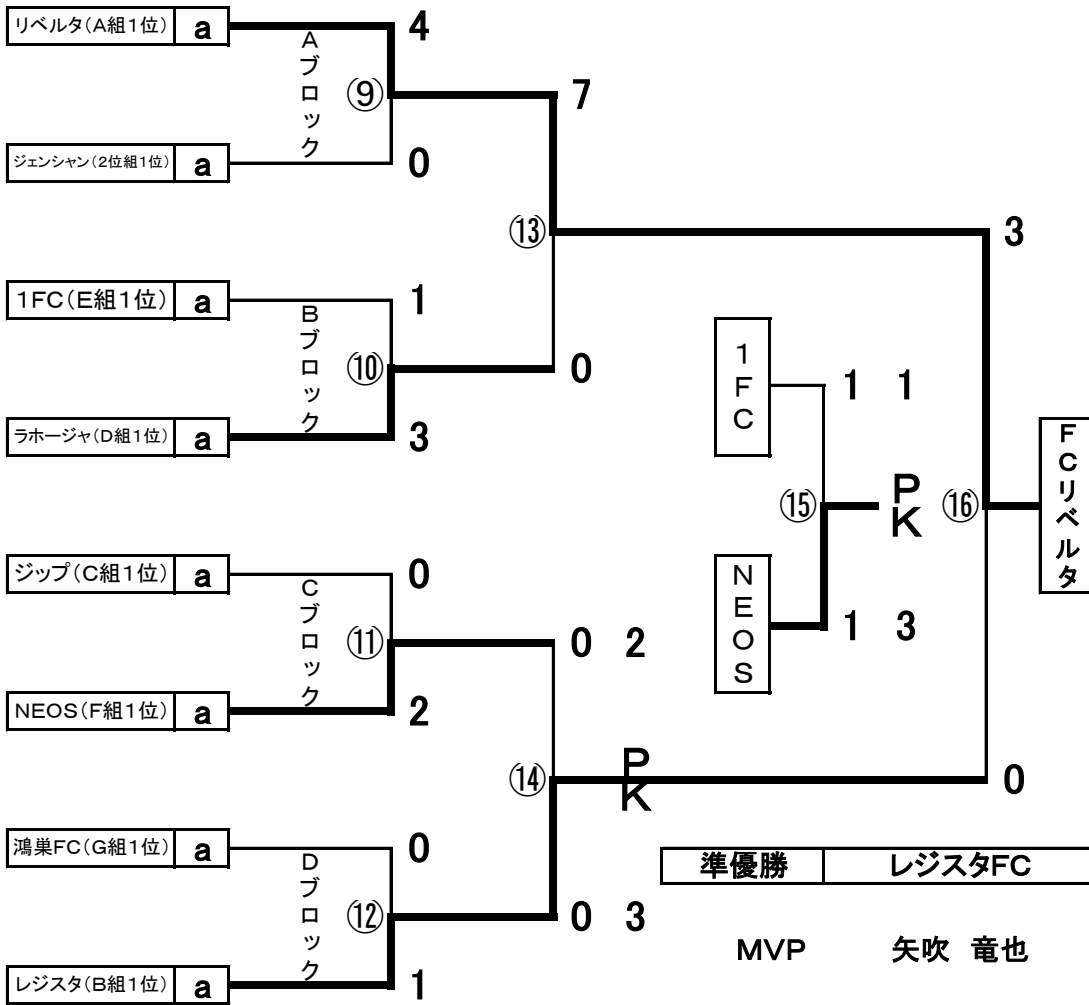 リベルタ(A組1位) a 4
Aブロック
⑨ 7
ジェンシャン(2位組1位) a 0
⑬ 3
1FC(E組1位) a 1
Bブロック
⑩ 0
ラホージャ(D組1位) a 3
1FC 1 1
⑮ PK ⑯ FCリベルタ
NEOS 1 3
ジップ(C組1位) a 0
Cブロック
⑪ 0 2
NEOS(F組1位) a 2
⑭ PK 0
鴻巣FC(G組1位) a 0
Dブロック
⑫ 0 3
レジスタ(B組1位) a 1
準優勝 レジスタFC
MVP 矢吹 竜也